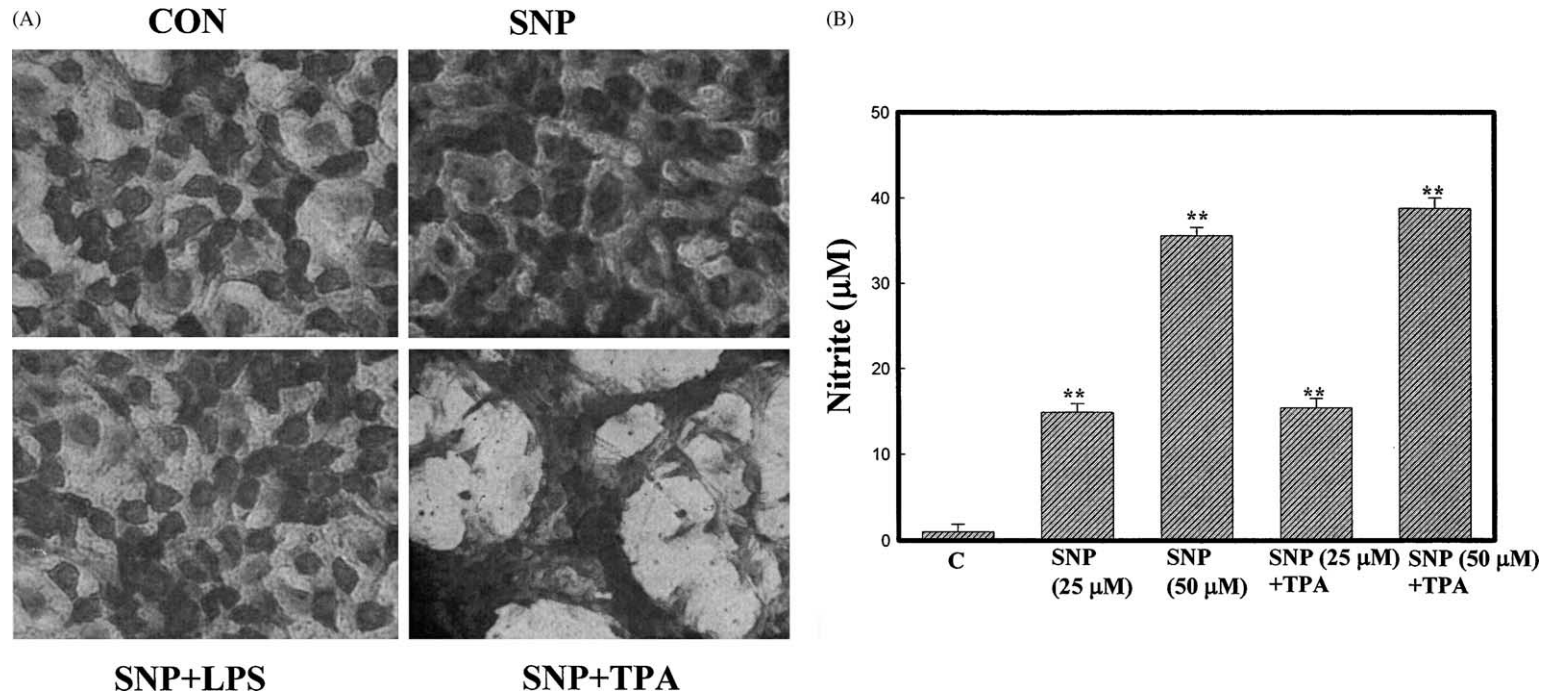 (A)
CON
SNP
SNP+LPS
SNP+TPA
(B)
Nitrite (μM)
50
40
30
20
10
0
**
**
**
**
C
SNP
(25 μM)
SNP
(50 μM)
SNP (25 μM)
+TPA
SNP (50 μM)
+TPA